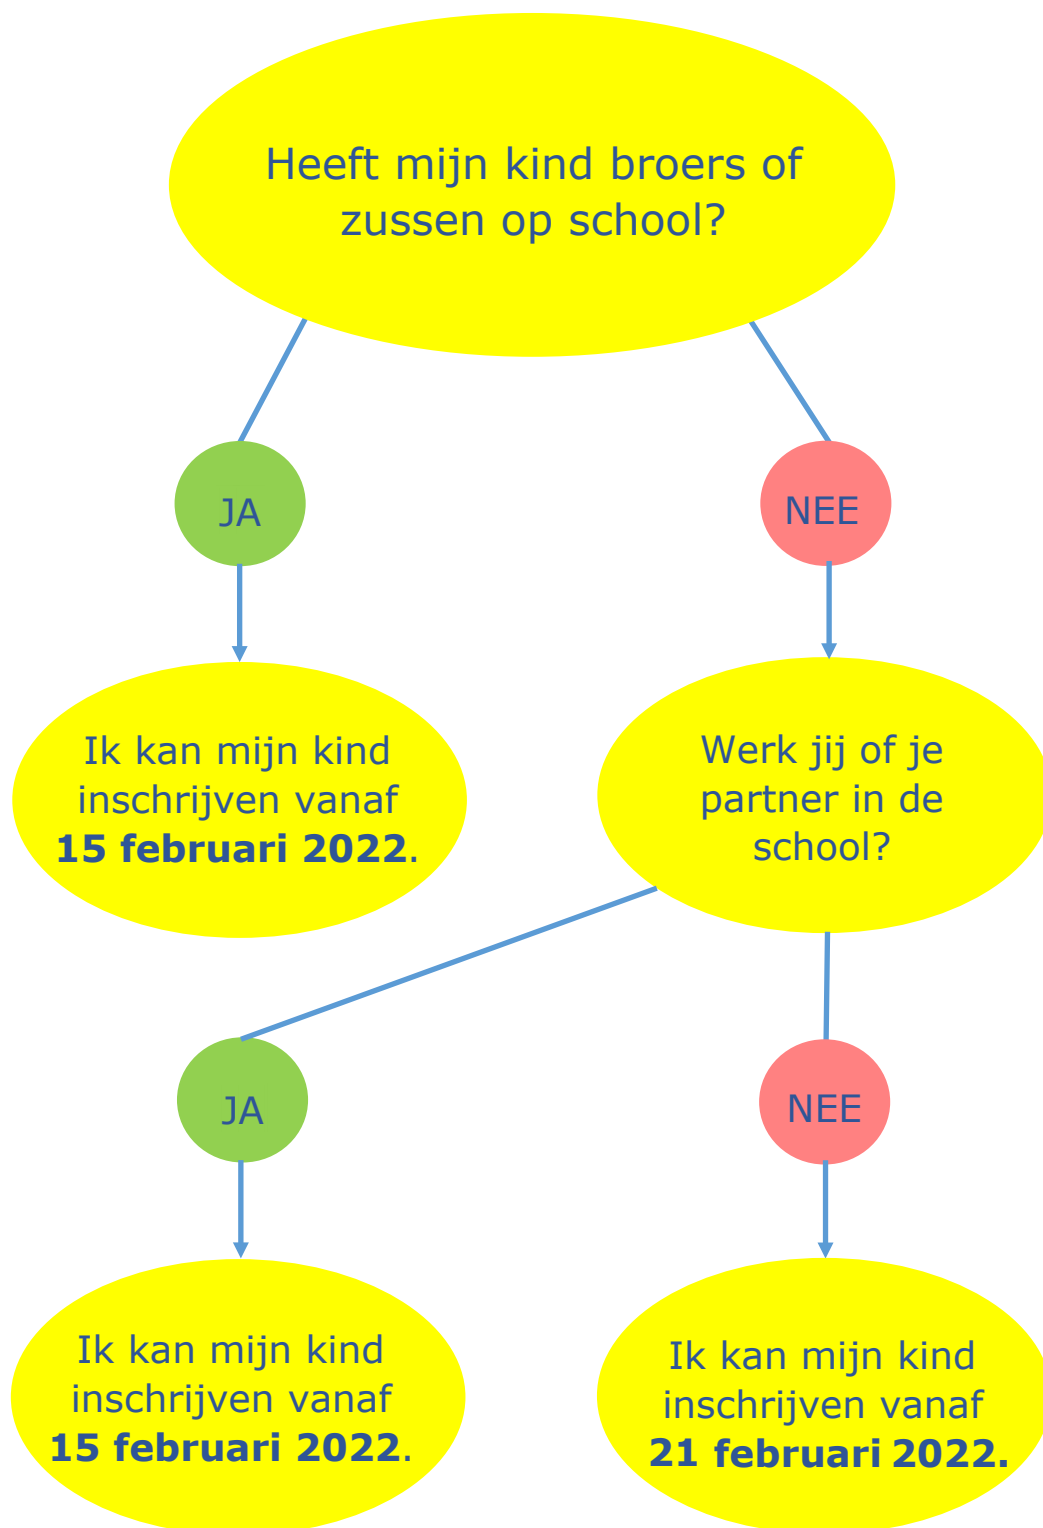 Heeft mijn kind broers of
zussen op school?
JA
NEE
Ik kan mijn kind
inschrijven vanaf
15 februari 2022.
Werk jij of je
partner in de
school?
JA
NEE
Ik kan mijn kind
inschrijven vanaf
15 februari 2022.
Ik kan mijn kind
inschrijven vanaf
21 februari 2022.